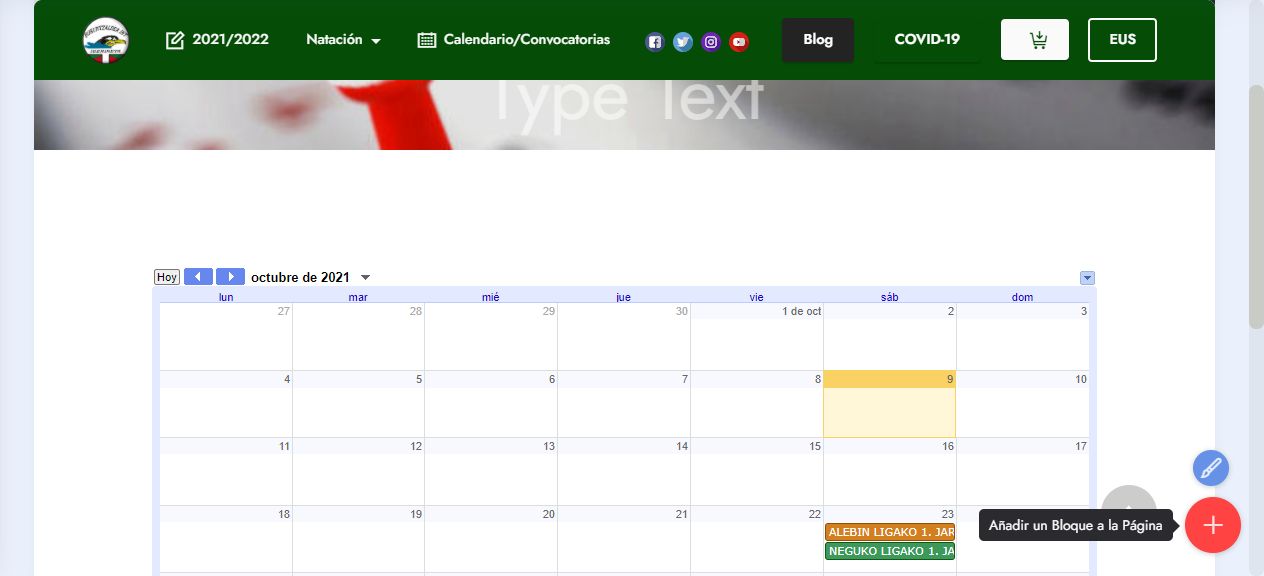 2021/2022 Natación Calendario/Convocatorias Blog COVID-19 EUS
Type Text
Hoy octubre de 2021
lun mar mié jue vie sáb dom
27 28 29 30 1 de oct 2 3
4 5 6 7 8 9 10
11 12 13 14 15 16 17
18 19 20 21 22 23
ALEBIN LIGAKO 1. JAR
NEGUKO LIGAKO 1. JA
Añadir un Bloque a la Página